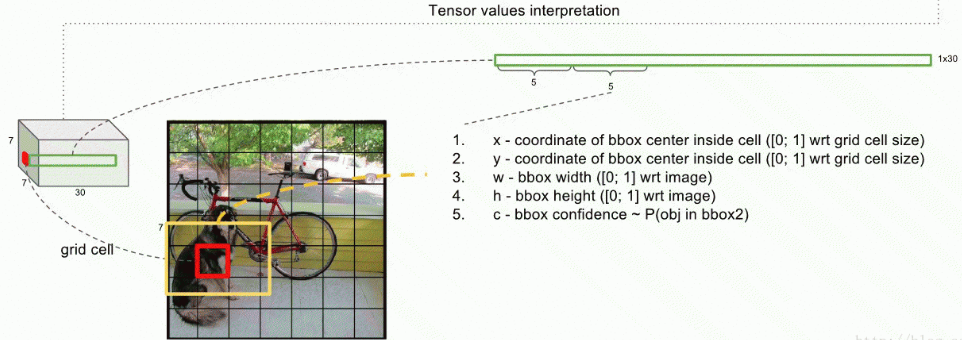 Tensor values interpretation
1x30
5
5
7
7
30
7
grid cell
1. x - coordinate of bbox center inside cell ([0; 1] wrt grid cell size)
2. y - coordinate of bbox center inside cell ([0; 1] wrt grid cell size)
3. w - bbox width ([0; 1] wrt image)
4. h - bbox height ([0; 1] wrt image)
5. c - bbox confidence ~ P(obj in bbox2)